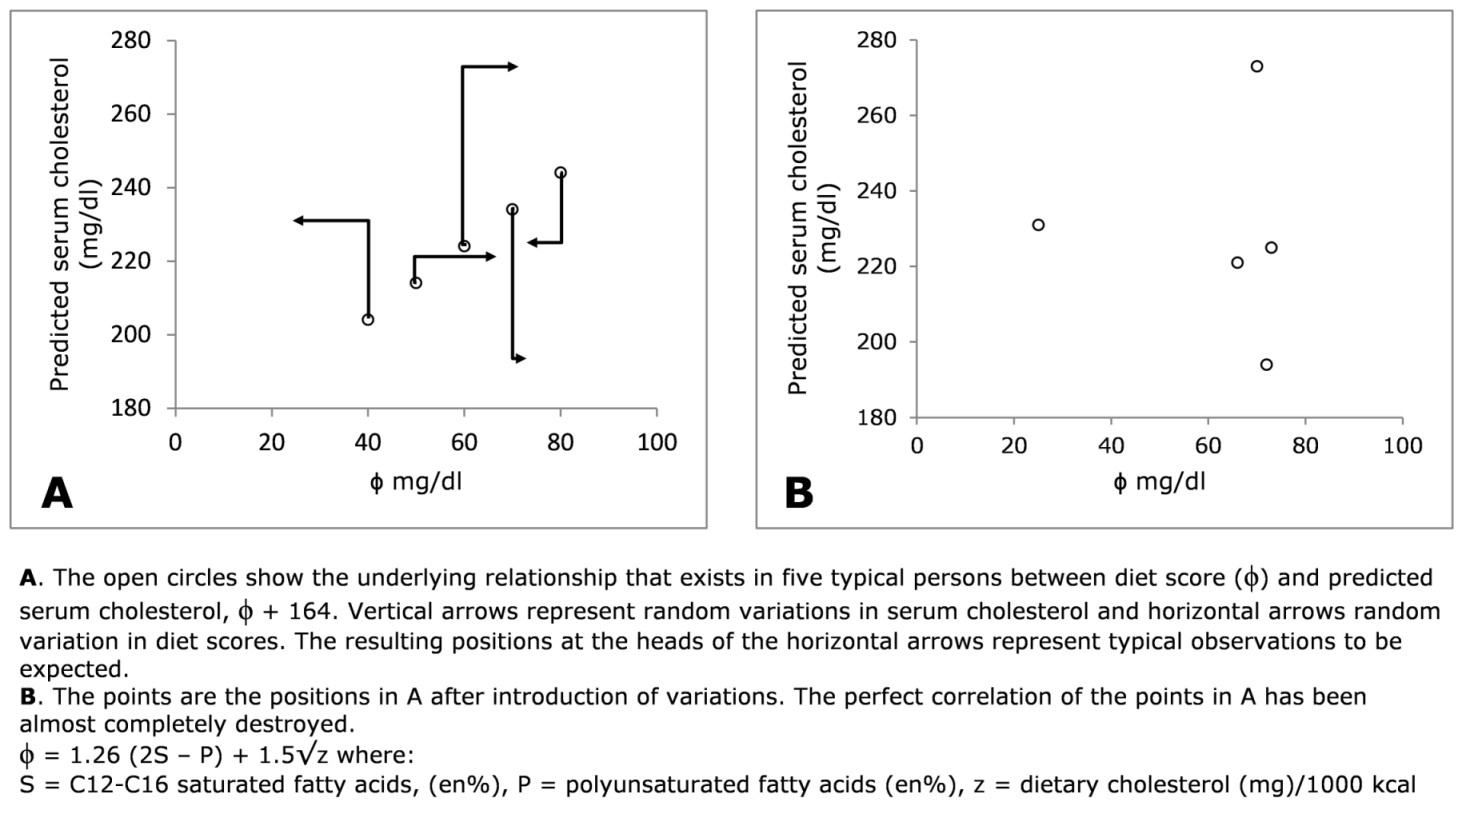 280
260
240
220
200
180
0 20 40 60 80 100
Predicted serum cholesterol
(mg/dl)
ϕ mg/dl
A
280
260
240
220
200
180
0 20 40 60 80 100
Predicted serum cholesterol
(mg/dl)
ϕ mg/dl
B
A. The open circles show the underlying relationship that exists in five typical persons between diet score (ϕ) and predicted
serum cholesterol, ϕ + 164. Vertical arrows represent random variations in serum cholesterol and horizontal arrows random
variation in diet scores. The resulting positions at the heads of the horizontal arrows represent typical observations to be
expected.
B. The points are the positions in A after introduction of variations. The perfect correlation of the points in A has been
almost completely destroyed.
ϕ = 1.26 (2S – P) + 1.5√z where:
S = C12-C16 saturated fatty acids, (en%), P = polyunsaturated fatty acids (en%), z = dietary cholesterol (mg)/1000 kcal